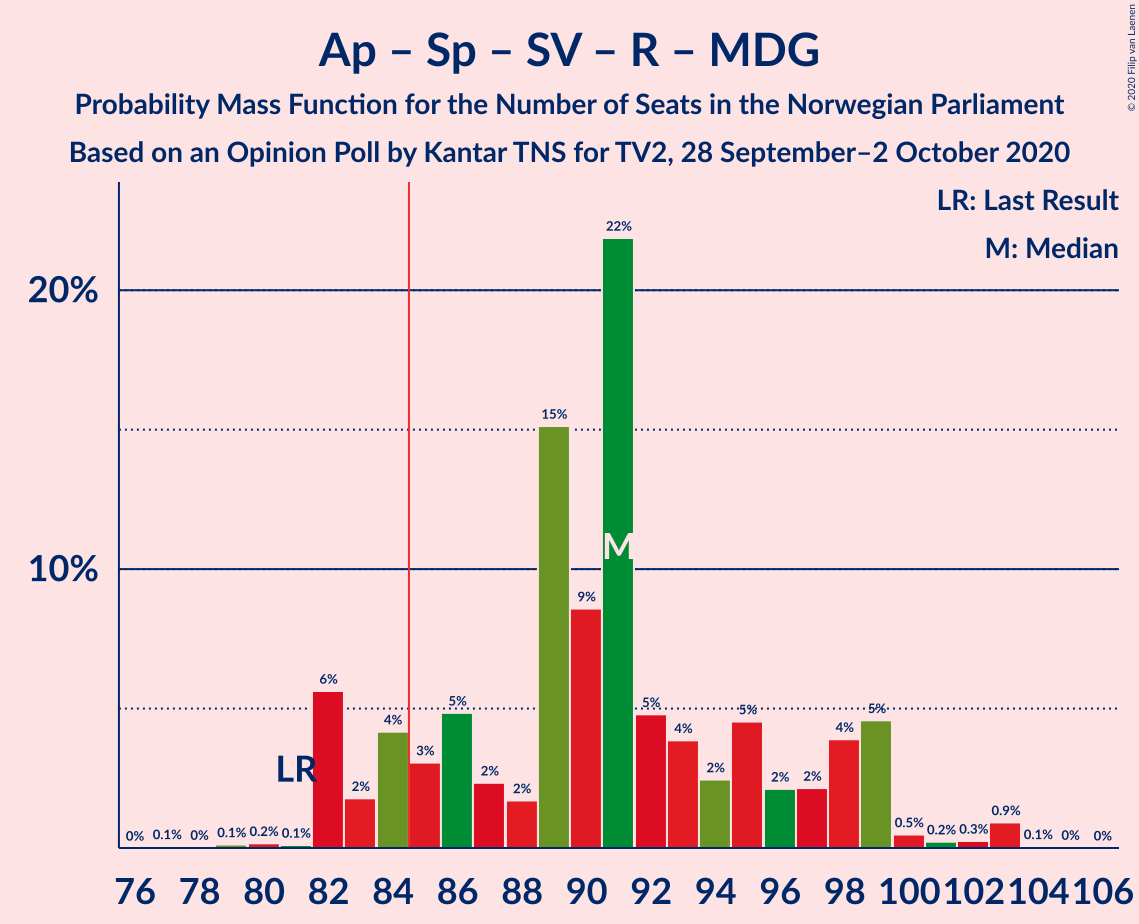 Ap – Sp – SV – R – MDG
Probability Mass Function for the Number of Seats in the Norwegian Parliament
Based on an Opinion Poll by Kantar TNS for TV2, 28 September–2 October 2020
© 2020 Filip van Laenen
LR: Last Result
M: Median
20%
10%
0% 0.1% 0% 0.1% 0.2% 0.1% 6% 2% 4% 3% 5% 2% 2% 15% 9% 22% 5% 4% 2% 5% 2% 2% 4% 5% 0.5% 0.2% 0.3% 0.9% 0.1% 0% 0%
LR
M
76 78 80 82 84 86 88 90 92 94 96 98 100 102 104 106